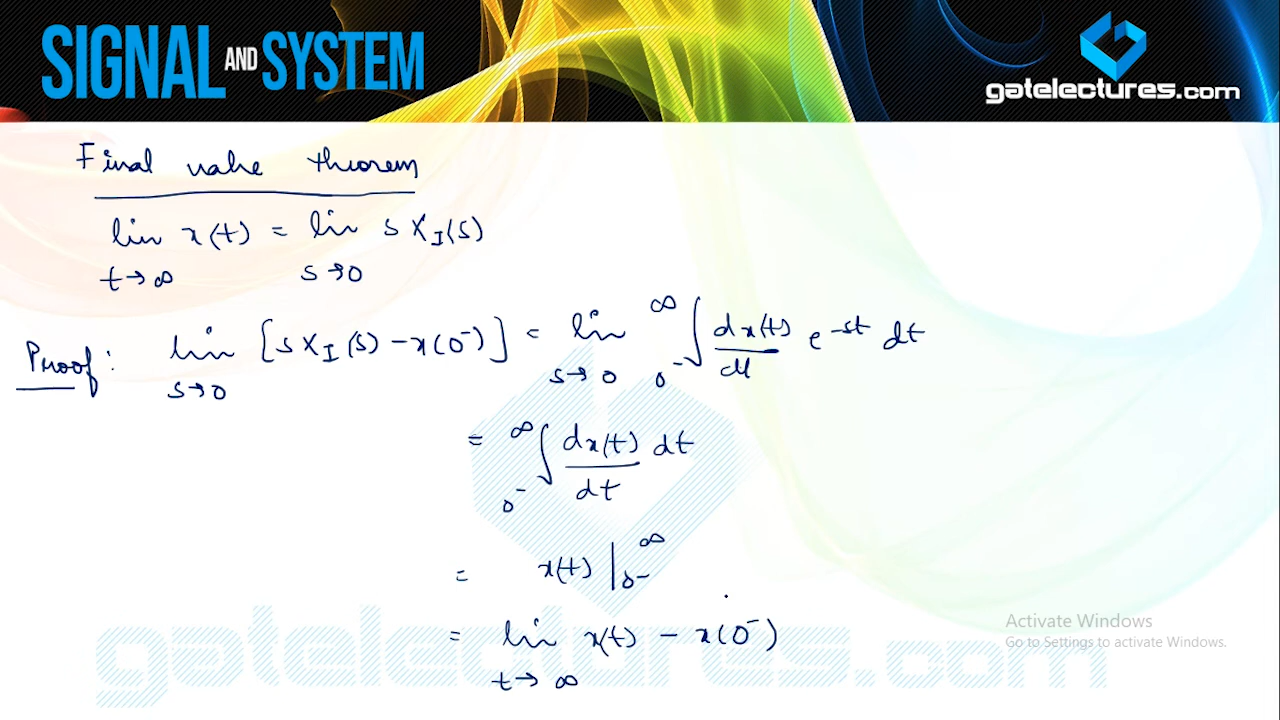 SIGNAL AND SYSTEM
gatelectures.com
Final value theorem
lim x(t) = lim s X_I(s)
t→∞ s→0
Proof: lim [s X_I(s) - x(0⁻)] = lim ∞ ∫ dx(t) e^-st dt
s→0 s→0 0⁻ dt
= ∞ ∫ dx(t) dt
0⁻ dt
= x(t) | ∞
0⁻
= lim x(t) - x(0⁻)
t→∞
Activate Windows
Go to Settings to activate Windows.
gatelectures.com